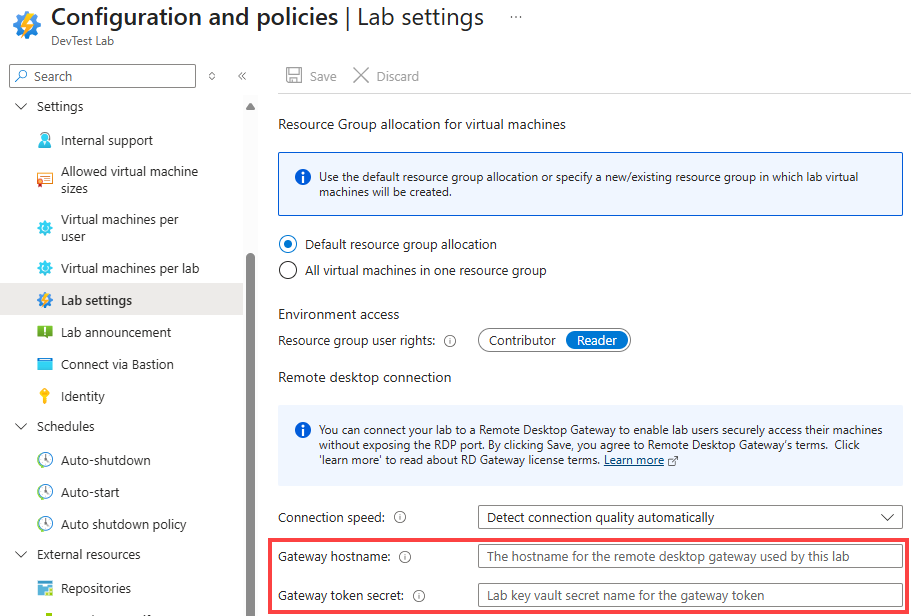 Configuration and policies | Lab settings ...
DevTest Lab
Search
Settings
Internal support
Allowed virtual machine
sizes
Virtual machines per
user
Virtual machines per lab
Lab settings
Lab announcement
Connect via Bastion
Identity
Schedules
Auto-shutdown
Auto-start
Auto shutdown policy
External resources
Repositories
Save Discard
Resource Group allocation for virtual machines
Use the default resource group allocation or specify a new/existing resource group in which lab virtual
machines will be created.
Default resource group allocation
All virtual machines in one resource group
Environment access
Resource group user rights: Contributor Reader
Remote desktop connection
You can connect your lab to a Remote Desktop Gateway to enable lab users securely access their machines
without exposing the RDP port. By clicking Save, you agree to Remote Desktop Gateway's terms. Click
'learn more' to read about RD Gateway license terms. Learn more
Connection speed: Detect connection quality automatically
Gateway hostname: The hostname for the remote desktop gateway used by this lab
Gateway token secret: Lab key vault secret name for the gateway token